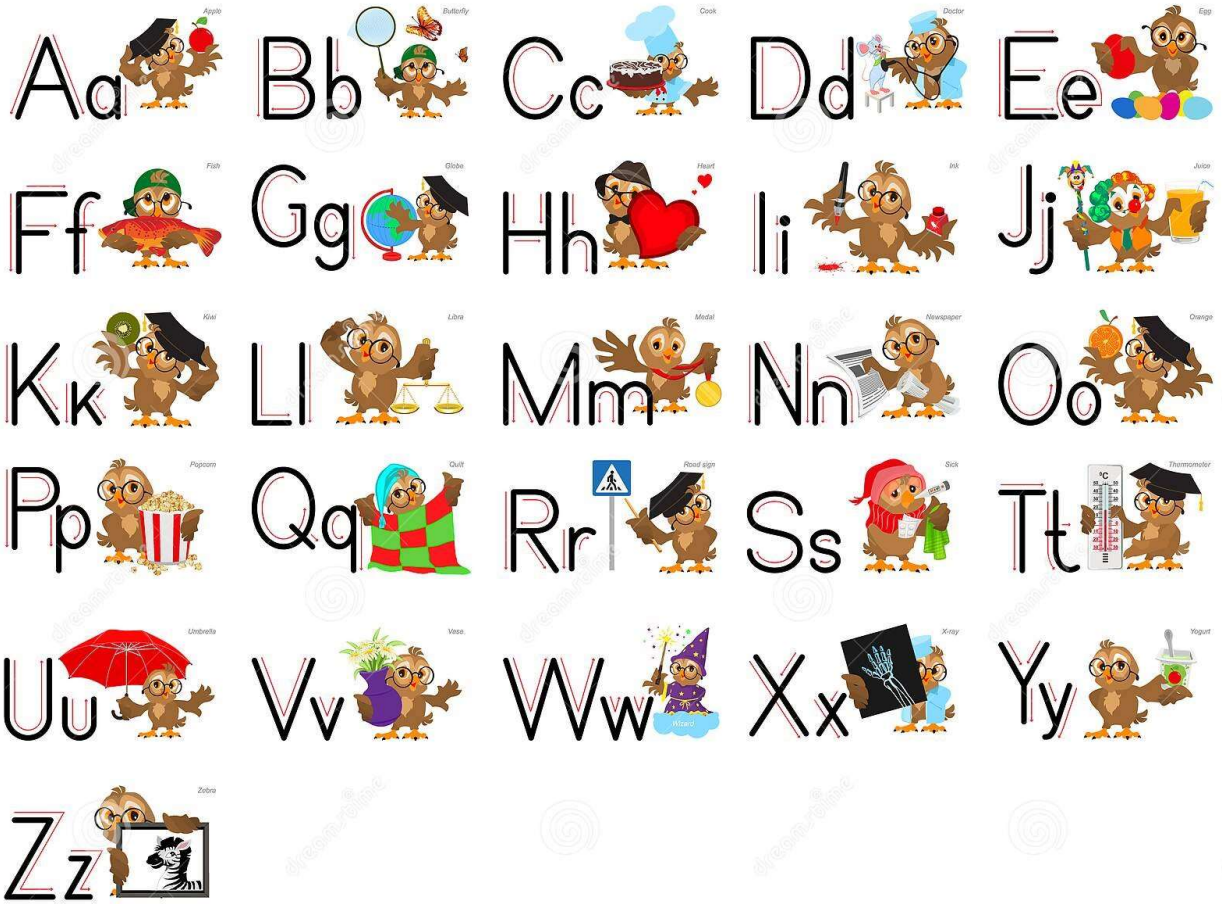 Aa Apple
Bb Butterfly
Cc Cook
Dd Doctor
Ee Egg
Ff Fish
Gg Globe
Hh Heart
Ii Ink
Jj Juice
Kk Kiwi
Ll Libra
Mm Medal
Nn Newspaper
Oo Orange
Pp Popcorn
Qq Quilt
Rr Road sign
Ss Sick
Tt Thermometer
°C
Uu Umbrella
Vv Vase
Ww
Wizard
Xx X-ray
Yy Yogurt
Zz Zebra
dreamstime